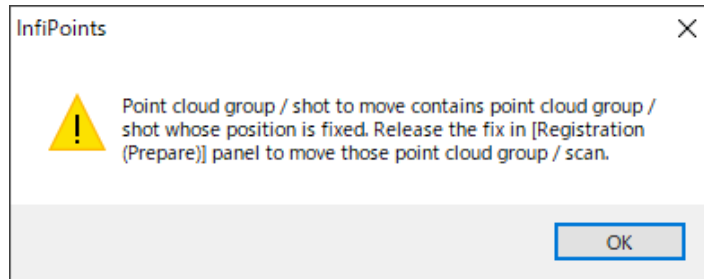 InfiPoints
Point cloud group / shot to move contains point cloud group /
shot whose position is fixed. Release the fix in [Registration
(Prepare)] panel to move those point cloud group / scan.
OK